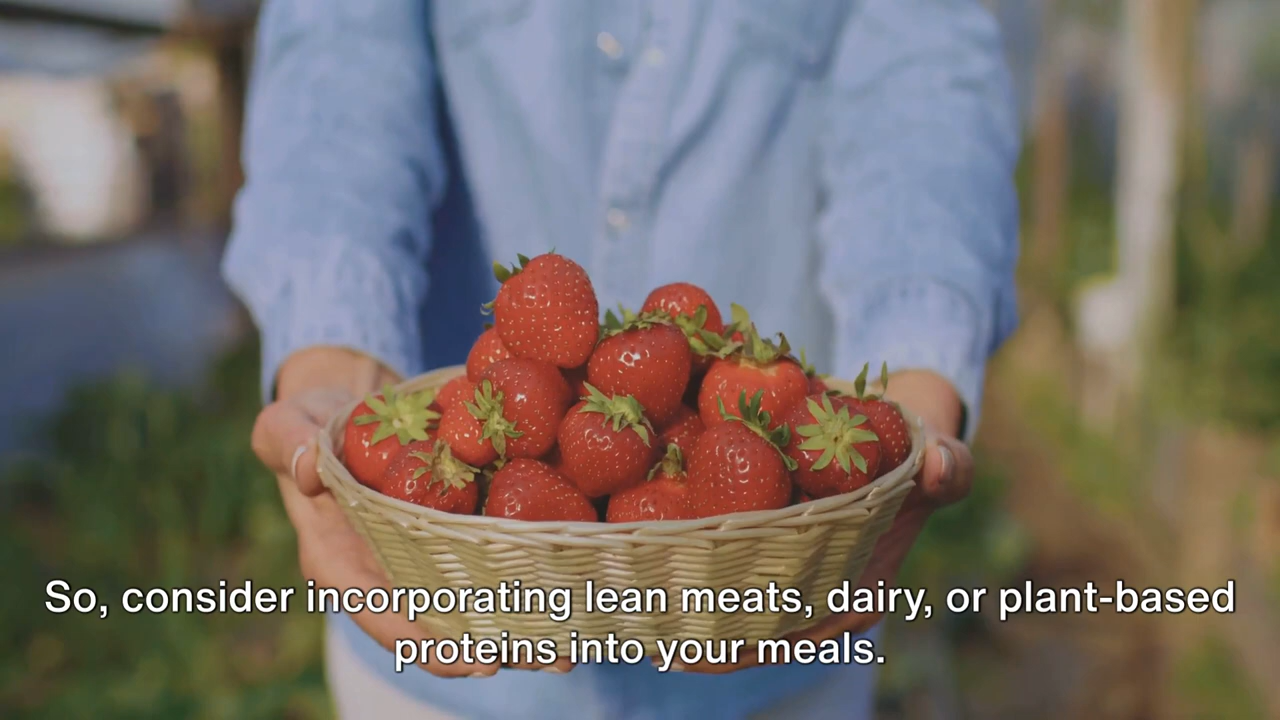 So, consider incorporating lean meats, dairy, or plant-based
proteins into your meals.